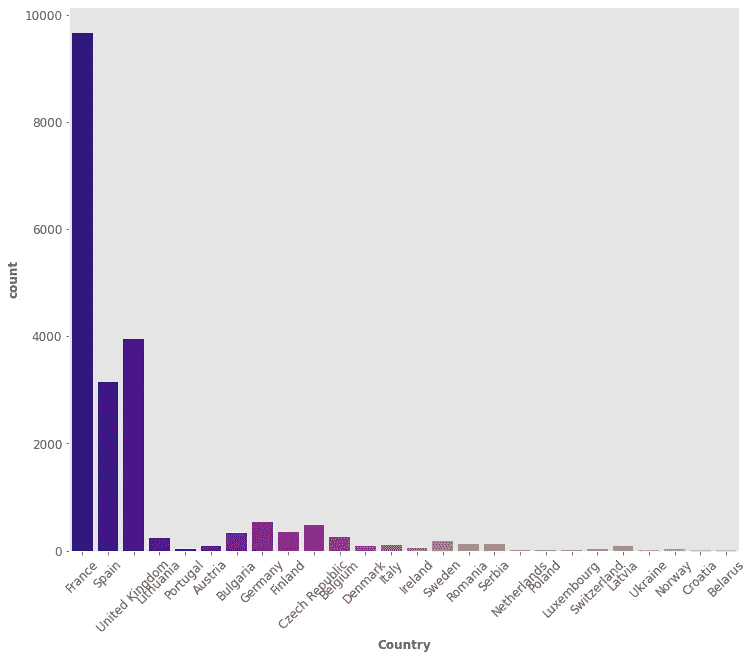 10000
8000
6000
4000
2000
0
count
France
Spain
United Kingdom
Lithuania
Portugal
Austria
Bulgaria
Germany
Finland
Czech Republic
Belgium
Denmark
Italy
Ireland
Sweden
Romania
Serbia
Netherlands
Poland
Luxembourg
Switzerland
Latvia
Ukraine
Norway
Croatia
Belarus
Country